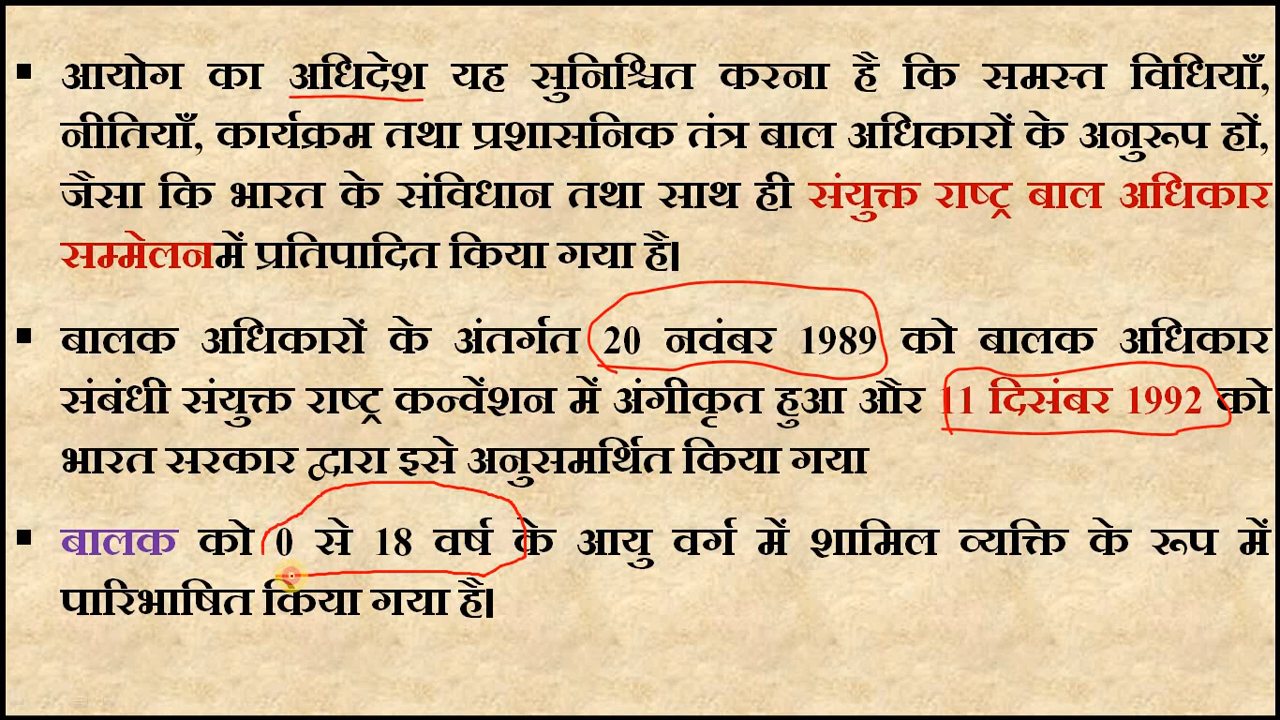 ▪ आयोग का अधिदेश यह सुनिश्चित करना है कि समस्त विधियाँ,
नीतियाँ, कार्यक्रम तथा प्रशासनिक तंत्र बाल अधिकारों के अनुरूप हों,
जैसा कि भारत के संविधान तथा साथ ही संयुक्त राष्ट्र बाल अधिकार
सम्मेलनमें प्रतिपादित किया गया है।
▪ बालक अधिकारों के अंतर्गत 20 नवंबर 1989 को बालक अधिकार
संबंधी संयुक्त राष्ट्र कन्वेंशन में अंगीकृत हुआ और 11 दिसंबर 1992 को
भारत सरकार द्वारा इसे अनुसमर्थित किया गया
▪ बालक को 0 से 18 वर्ष के आयु वर्ग में शामिल व्यक्ति के रूप में
पारिभाषित किया गया है।